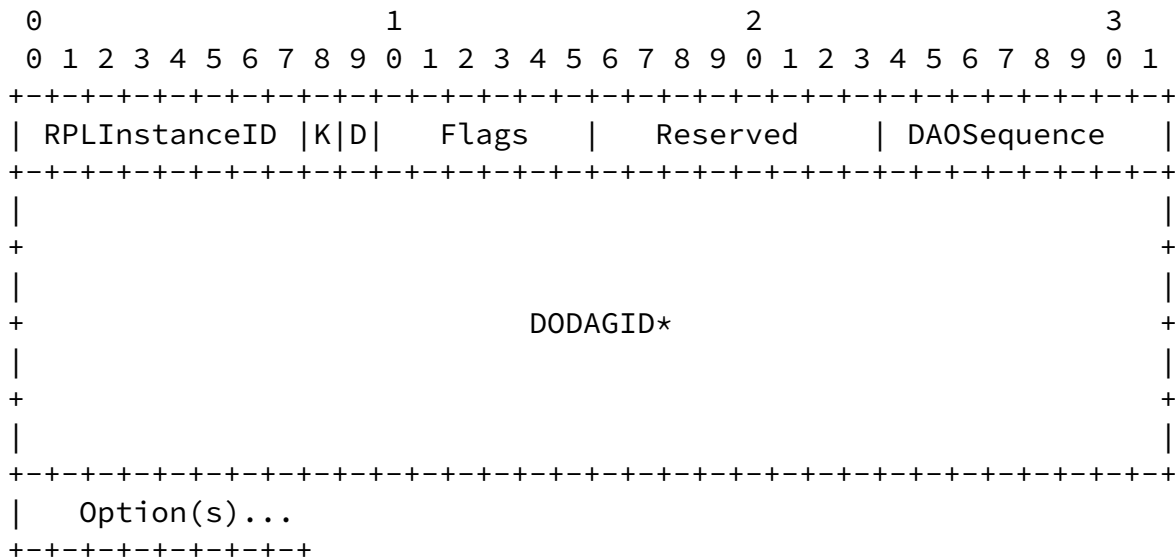 0                   1                   2                   3
 0 1 2 3 4 5 6 7 8 9 0 1 2 3 4 5 6 7 8 9 0 1 2 3 4 5 6 7 8 9 0 1
+-+-+-+-+-+-+-+-+-+-+-+-+-+-+-+-+-+-+-+-+-+-+-+-+-+-+-+-+-+-+-+-+
| RPLInstanceID |K|D|   Flags   |   Reserved    | DAOSequence   |
+-+-+-+-+-+-+-+-+-+-+-+-+-+-+-+-+-+-+-+-+-+-+-+-+-+-+-+-+-+-+-+-+
|                                                               |
+                                                               +
|                                                               |
+                            DODAGID*                           +
|                                                               |
+                                                               +
|                                                               |
+-+-+-+-+-+-+-+-+-+-+-+-+-+-+-+-+-+-+-+-+-+-+-+-+-+-+-+-+-+-+-+-+
|   Option(s)...
+-+-+-+-+-+-+-+-+